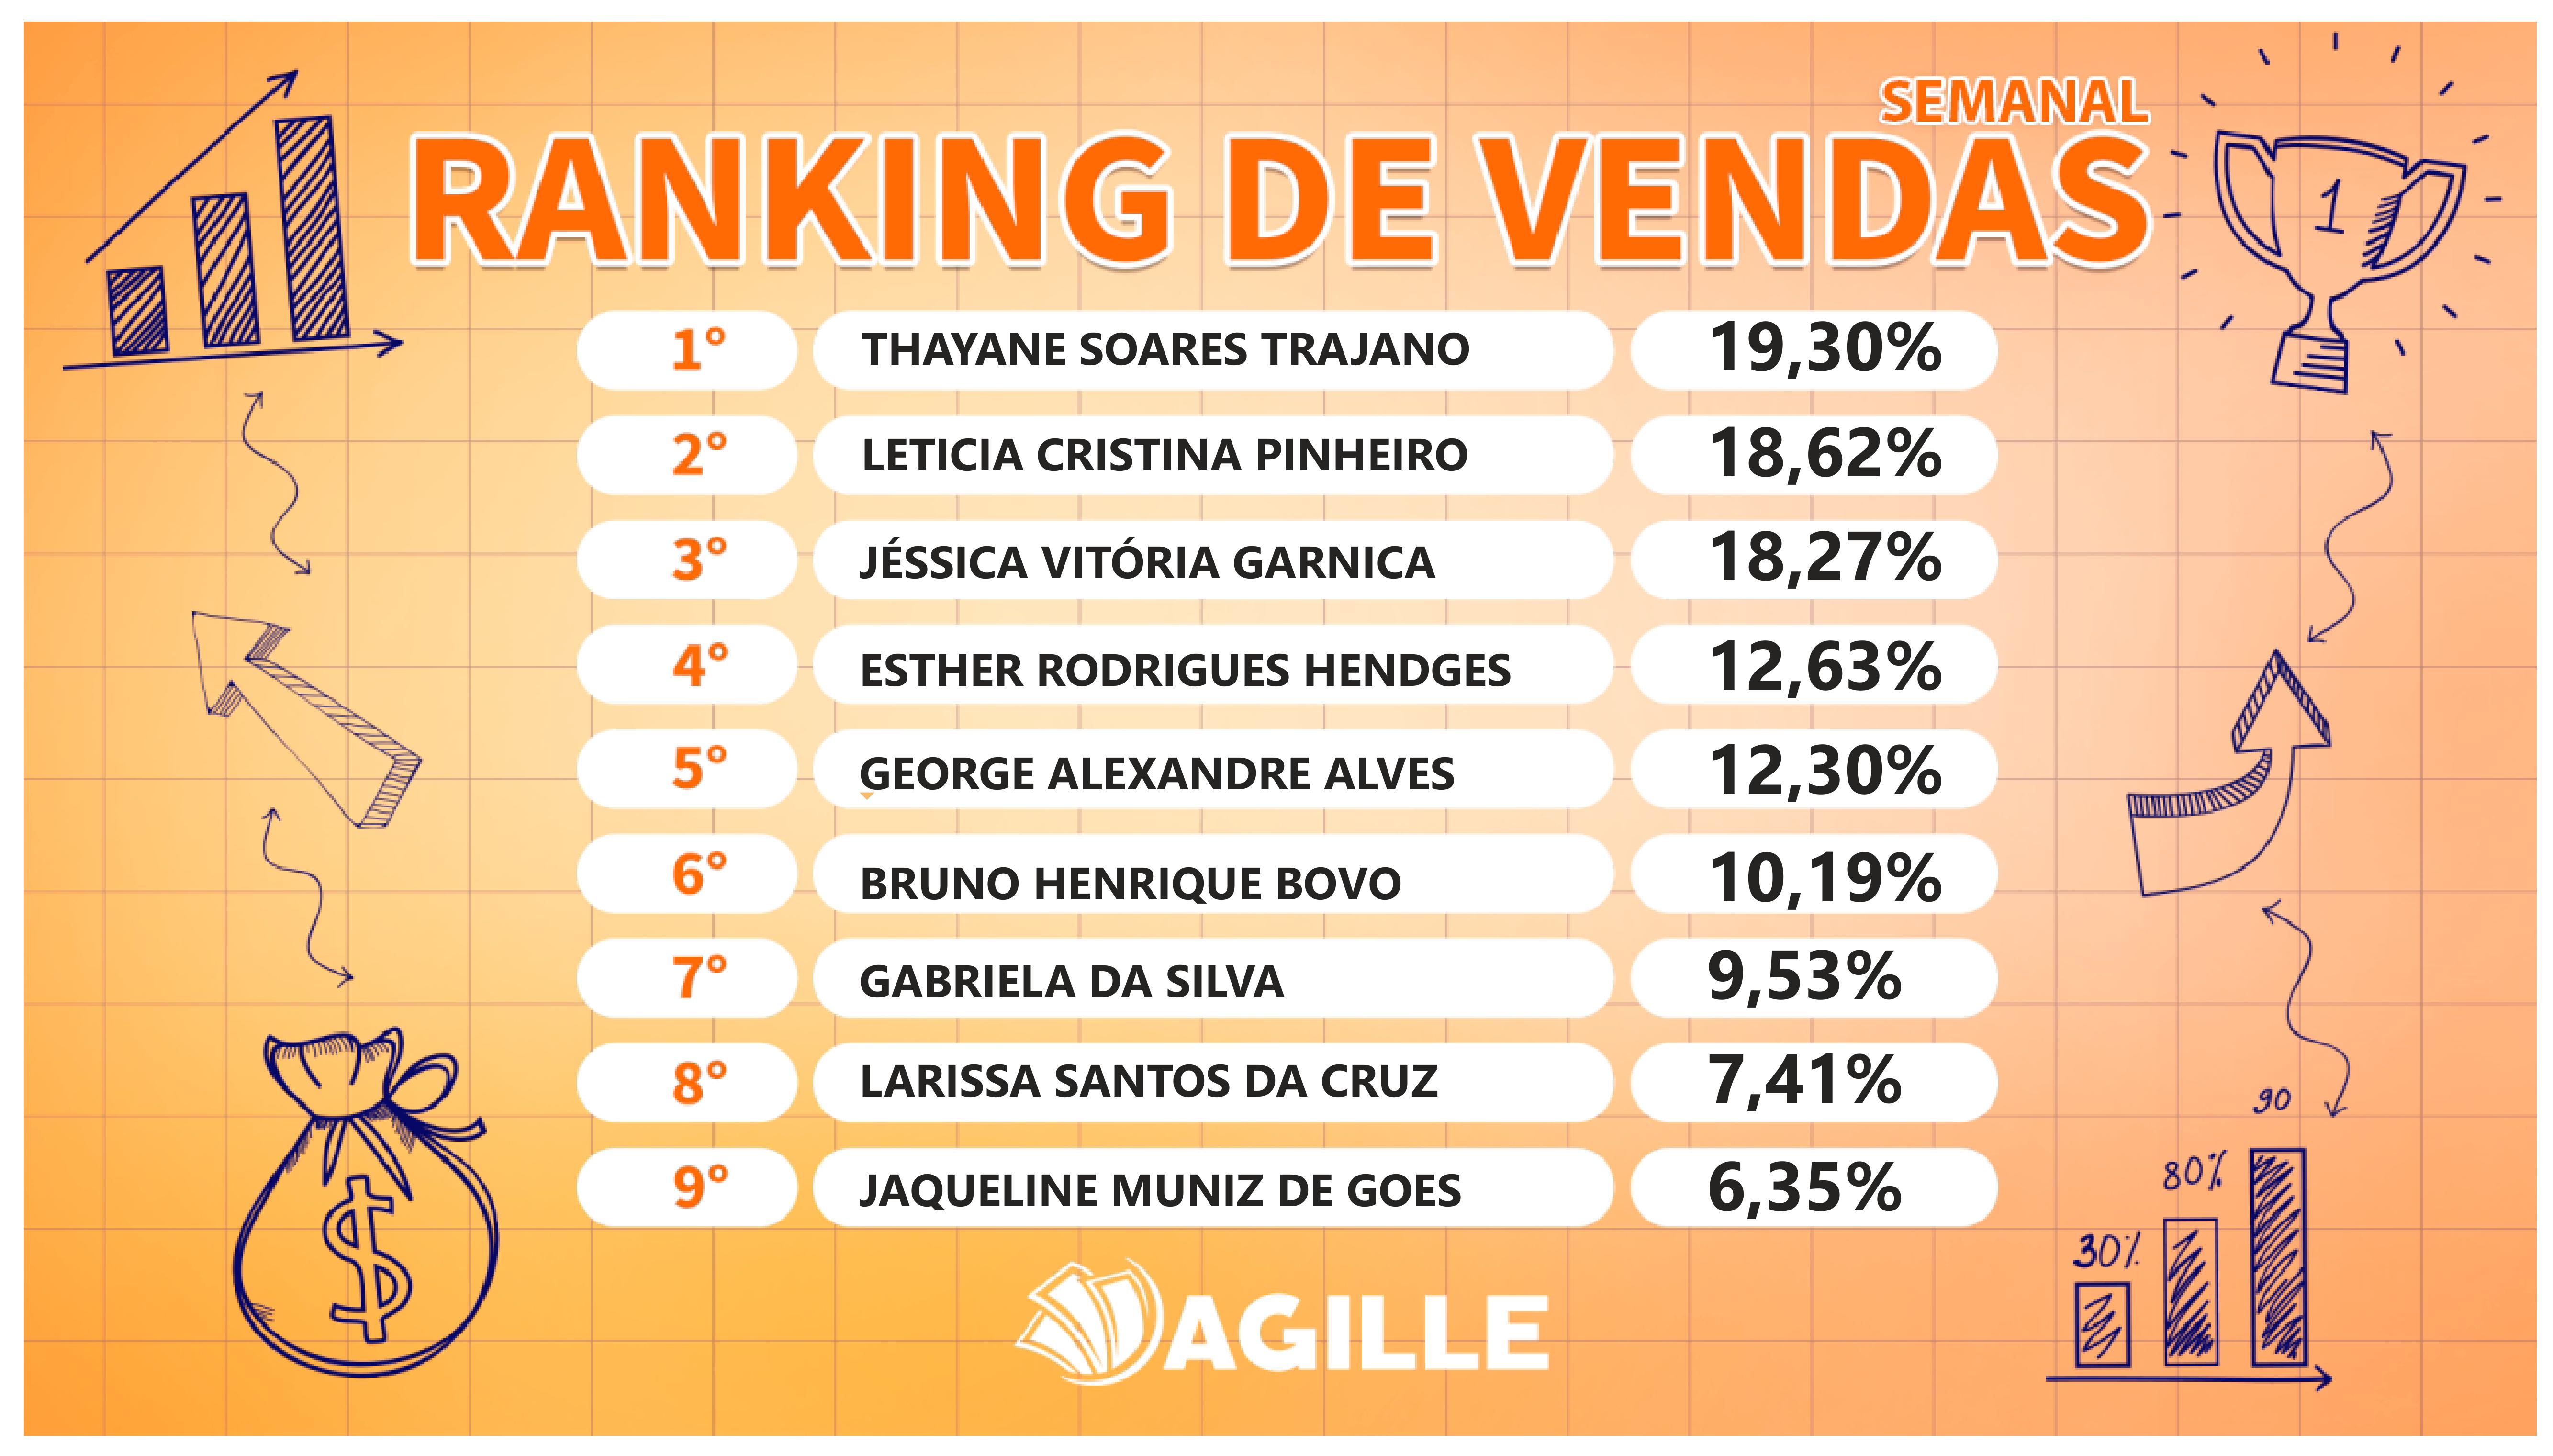 SEMANAL
RANKING DE VENDAS
1
1° THAYANE SOARES TRAJANO 19,30%
2° LETICIA CRISTINA PINHEIRO 18,62%
3° JÉSSICA VITÓRIA GARNICA 18,27%
4° ESTHER RODRIGUES HENDGES 12,63%
5° GEORGE ALEXANDRE ALVES 12,30%
6° BRUNO HENRIQUE BOVO 10,19%
7° GABRIELA DA SILVA 9,53%
8° LARISSA SANTOS DA CRUZ 7,41%
9° JAQUELINE MUNIZ DE GOES 6,35%
$
90
80%
30%
AGILLE